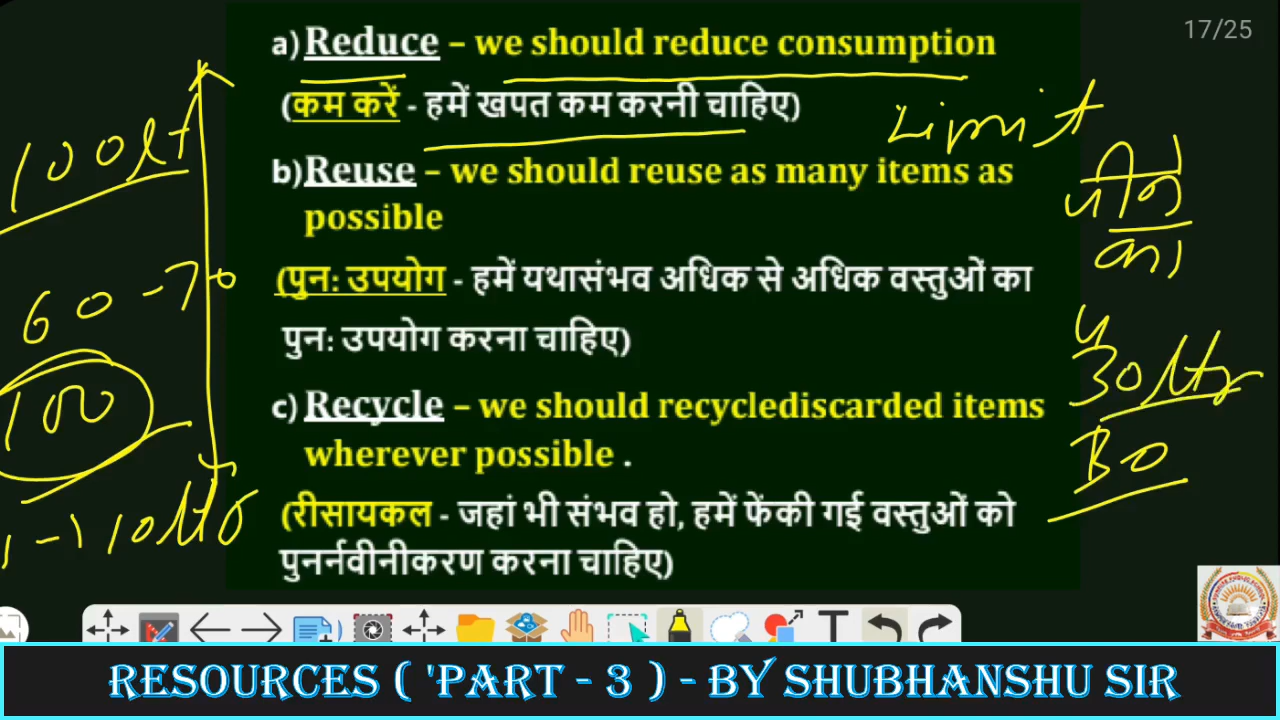 17/25
a) Reduce – we should reduce consumption
(कम करें - हमें खपत कम करनी चाहिए)
Limit
100lt
b) Reuse – we should reuse as many items as
possible
पीने
का
(पुनः उपयोग - हमें यथासंभव अधिक से अधिक वस्तुओं का
60-70
पुनः उपयोग करना चाहिए)
30 ltr
100
c) Recycle – we should recyclediscarded items
wherever possible .
(रीसायकल - जहां भी संभव हो, हमें फेंकी गई वस्तुओं को
पुनर्नवीनीकरण करना चाहिए)
T
RESOURCES ( 'PART - 3 ) - BY SHUBHANSHU SIR